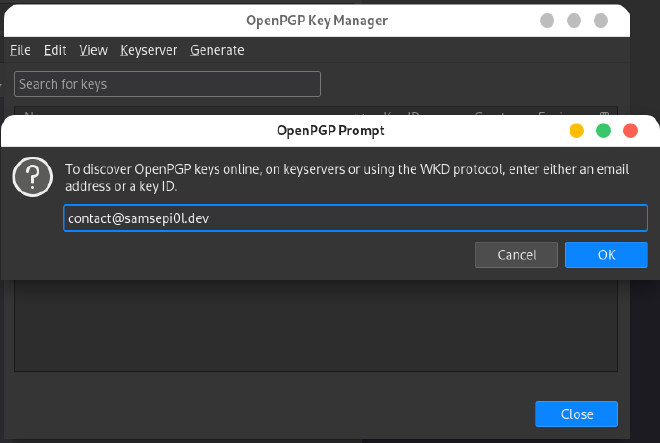 OpenPGP Key Manager
File Edit View Keyserver Generate
Search for keys
OpenPGP Prompt
To discover OpenPGP keys online, on keyservers or using the WKD protocol, enter either an email
address or a key ID.
contact@samsepi0l.dev
Cancel OK
Close